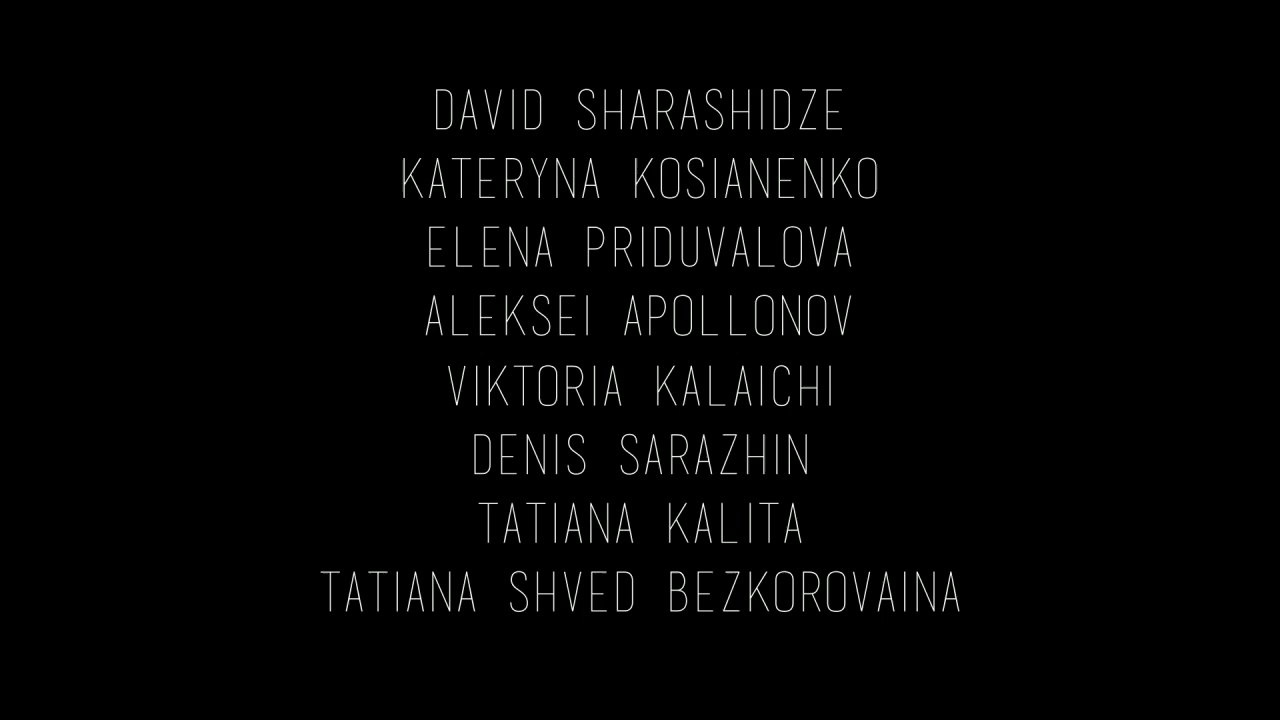 DAVID SHARASHIDZE
KATERYNA KOSIANENKO
ELENA PRIDUVALOVA
ALEKSEI APOLLONOV
VIKTORIA KALAICHI
DENIS SARAZHIN
TATIANA KALITA
TATIANA SHVED BEZKOROVAINA